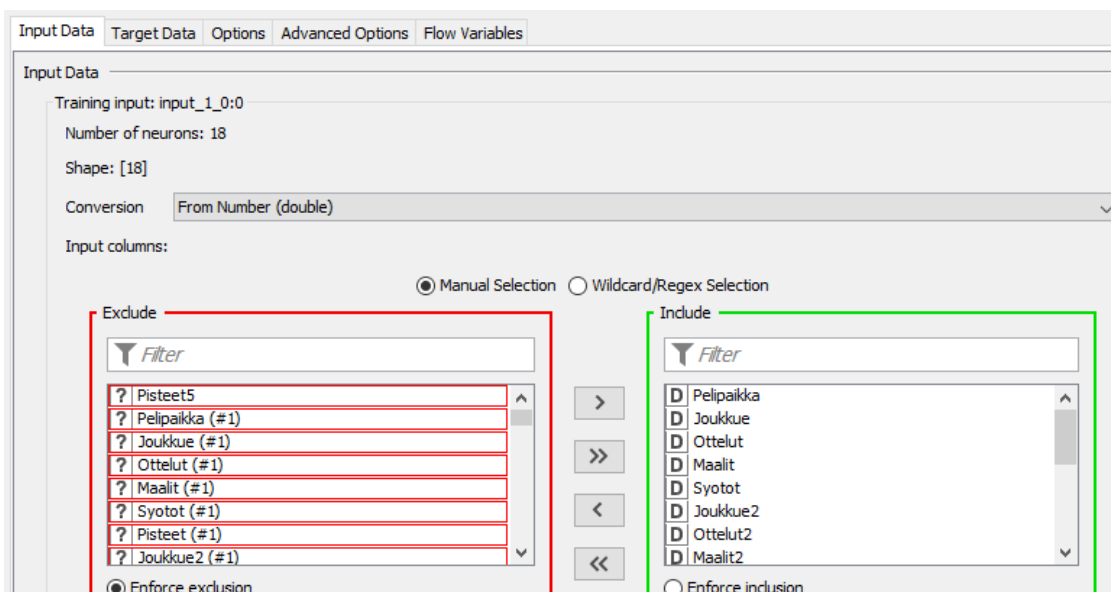 Input Data Target Data Options Advanced Options Flow Variables
Input Data
Training input: input_1_0:0
Number of neurons: 18
Shape: [18]
Conversion From Number (double)
Input columns:
Manual Selection Wildcard/Regex Selection
Exclude Include
Filter Filter
? Pisteet5 D Pelipaikka
? Pelipaikka (#1) D Joukkue
? Joukkue (#1) D Ottelut
? Ottelut (#1) D Maalit
? Maalit (#1) D Syotot
? Syotot (#1) D Joukkue2
? Pisteet (#1) D Ottelut2
? Joukkue2 (#1) D Maalit2
Enforce exclusion Enforce inclusion